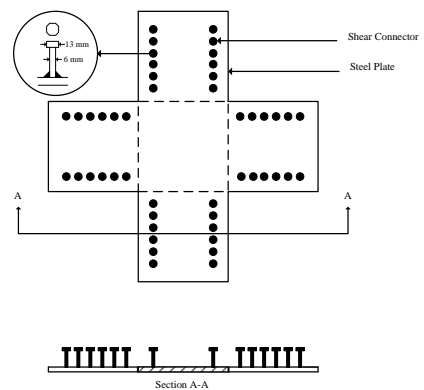 Shear Connector
13 mm
6 mm
Steel Plate
A A
Section A-A